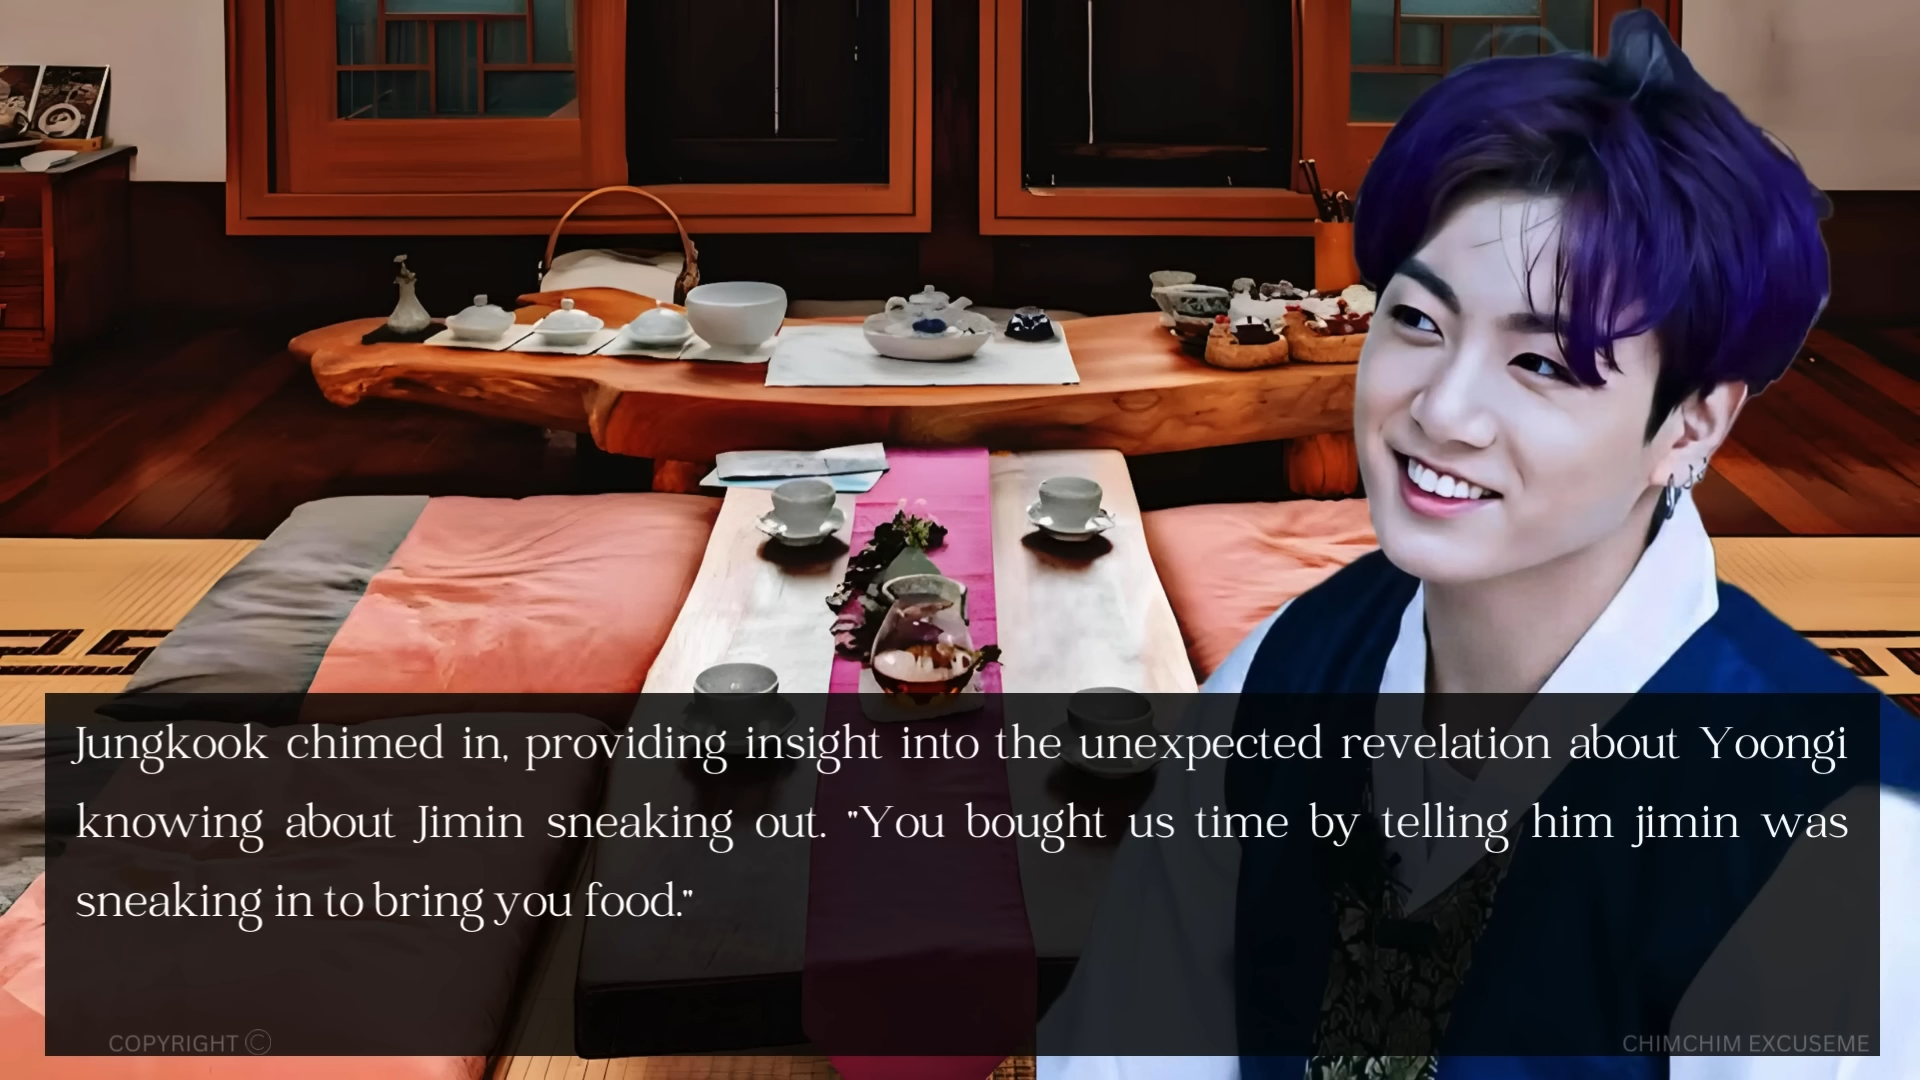 Jungkook chimed in, providing insight into the unexpected revelation about Yoongi
knowing about Jimin sneaking out. "You bought us time by telling him jimin was
sneaking in to bring you food."
COPYRIGHT ©
CHIMCHIM EXCUSEME